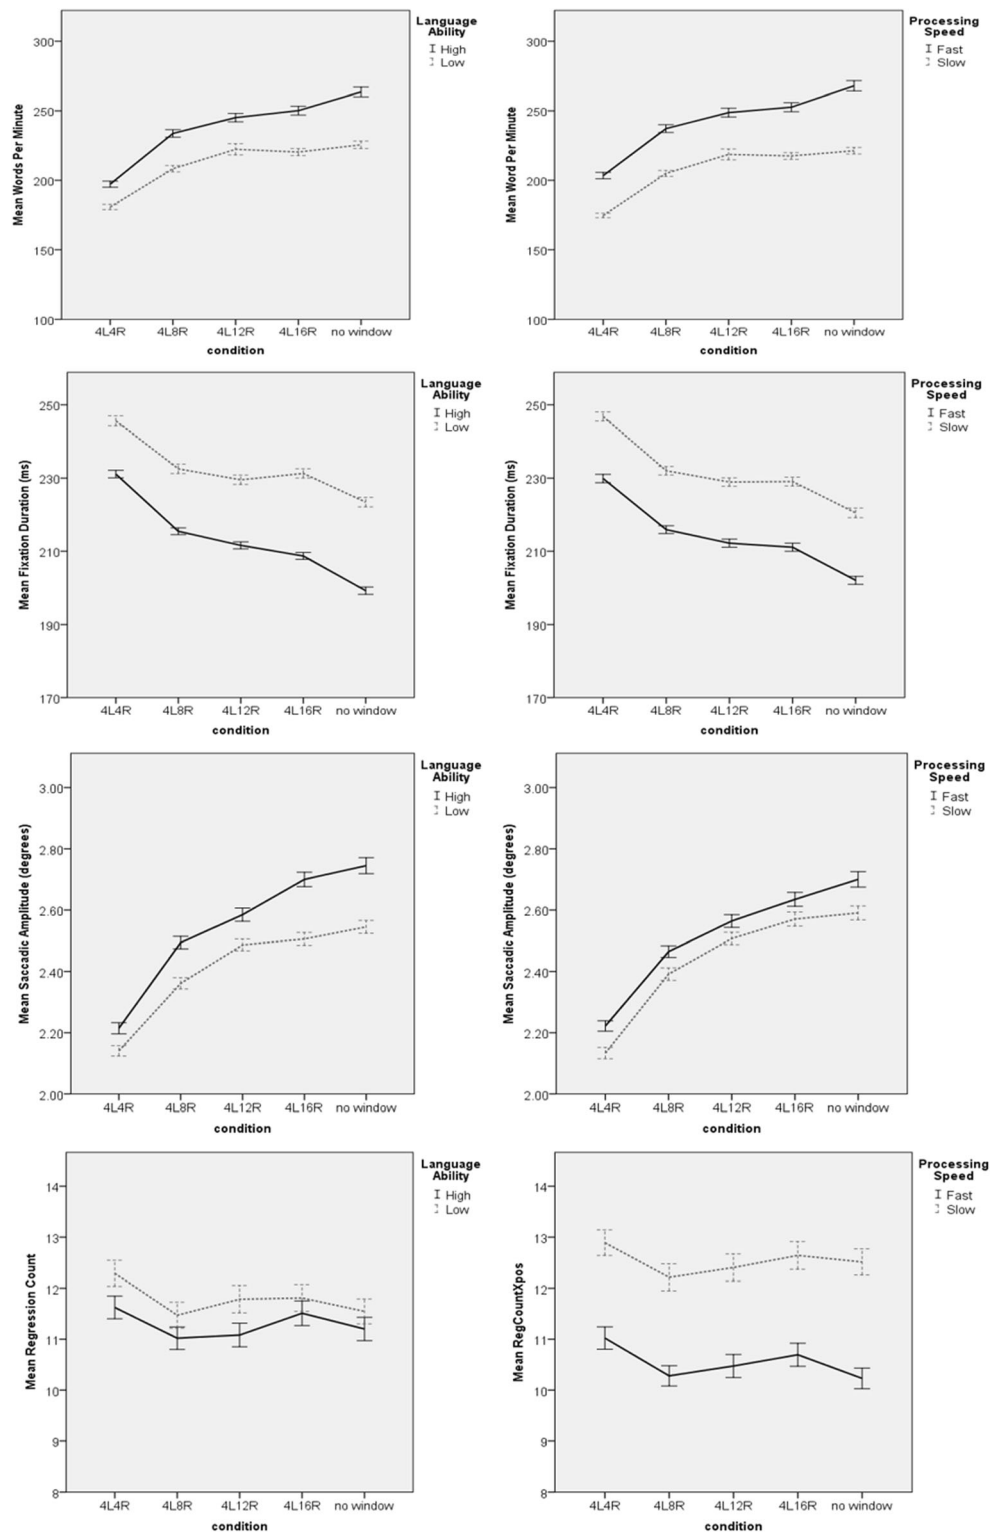 Language
Ability
High
Low
300
250
200
150
100
Mean Words Per Minute
4L4R 4L8R 4L12R 4L16R no window
condition
Processing
Speed
Fast
Slow
300
250
200
150
100
Mean Word Per Minute
4L4R 4L8R 4L12R 4L16R no window
condition
Language
Ability
High
Low
250
230
210
190
170
Mean Fixation Duration (ms)
4L4R 4L8R 4L12R 4L16R no window
condition
Processing
Speed
Fast
Slow
250
230
210
190
170
Mean Fixation Duration (ms)
4L4R 4L8R 4L12R 4L16R no window
condition
Language
Ability
High
Low
3.00
2.80
2.60
2.40
2.20
2.00
Mean Saccadic Amplitude (degrees)
4L4R 4L8R 4L12R 4L16R no window
condition
Processing
Speed
Fast
Slow
3.00
2.80
2.60
2.40
2.20
2.00
Mean Saccadic Amplitude (degrees)
4L4R 4L8R 4L12R 4L16R no window
condition
Language
Ability
High
Low
14
13
12
11
10
9
8
Mean Regression Count
4L4R 4L8R 4L12R 4L16R no window
condition
Processing
Speed
Fast
Slow
14
13
12
11
10
9
8
Mean RegCountXpos
4L4R 4L8R 4L12R 4L16R no window
condition